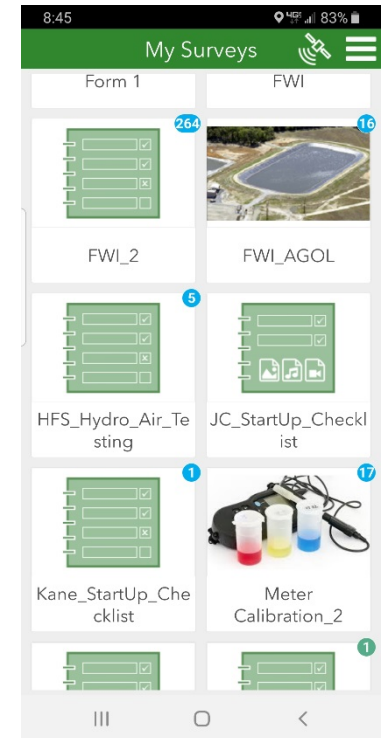 8:45 4GE 83%
My Surveys
Form 1 FWI
264 16
FWI_2 FWI_AGOL
5
HFS_Hydro_Air_Te JC_StartUp_Checkl
sting ist
1 17
Kane_StartUp_Che Meter
cklist Calibration_2
1